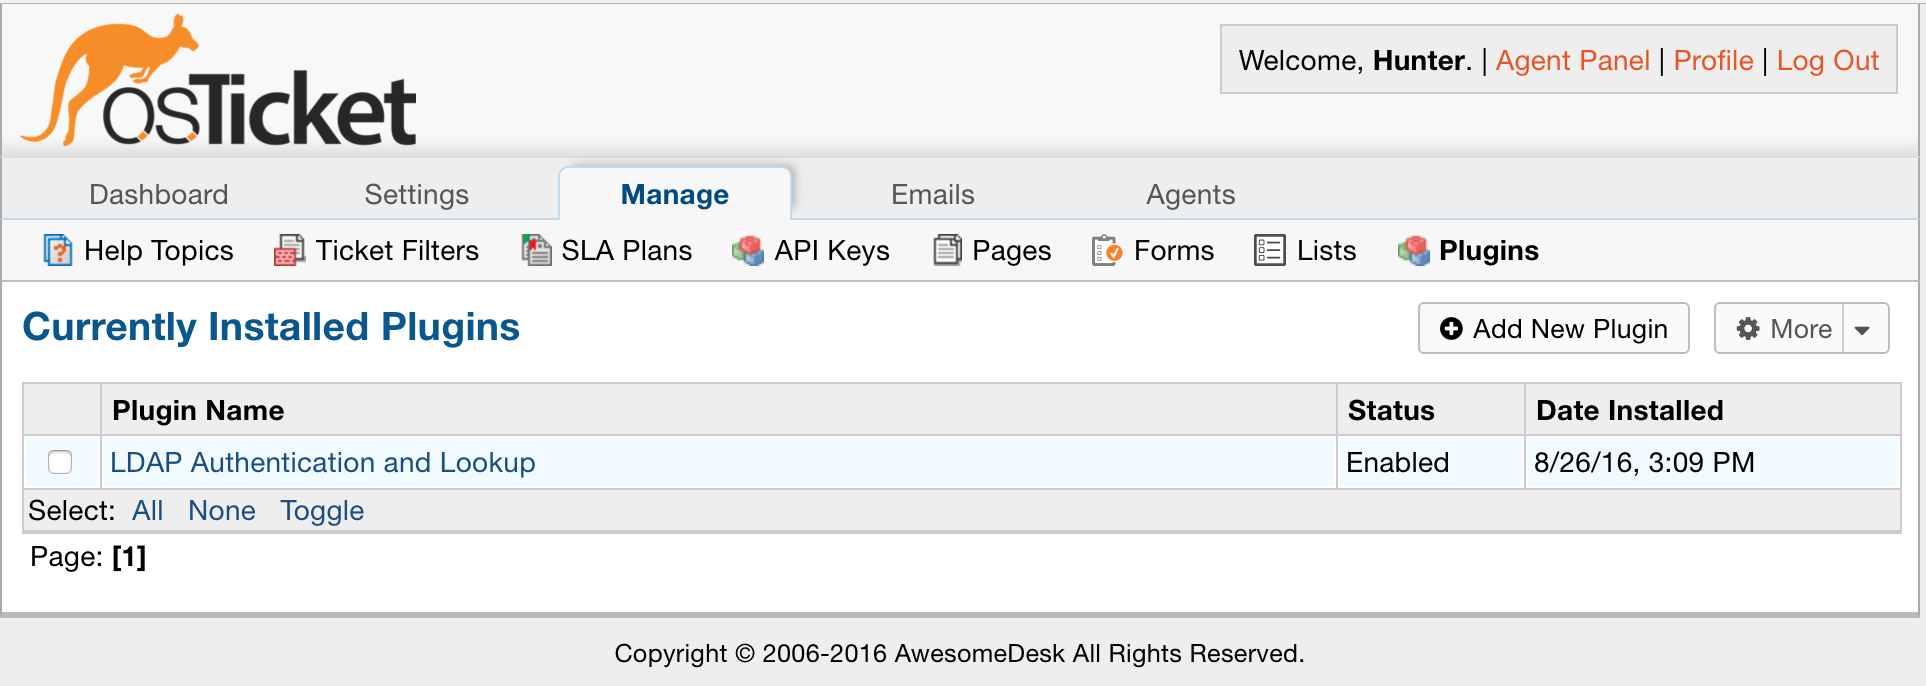 osTicket
Welcome, Hunter. | Agent Panel | Profile | Log Out
Dashboard Settings Manage Emails Agents
Help Topics Ticket Filters SLA Plans API Keys Pages Forms Lists Plugins
Currently Installed Plugins
Add New Plugin More
Plugin Name Status Date Installed
LDAP Authentication and Lookup Enabled 8/26/16, 3:09 PM
Select: All None Toggle
Page: [1]
Copyright © 2006-2016 AwesomeDesk All Rights Reserved.